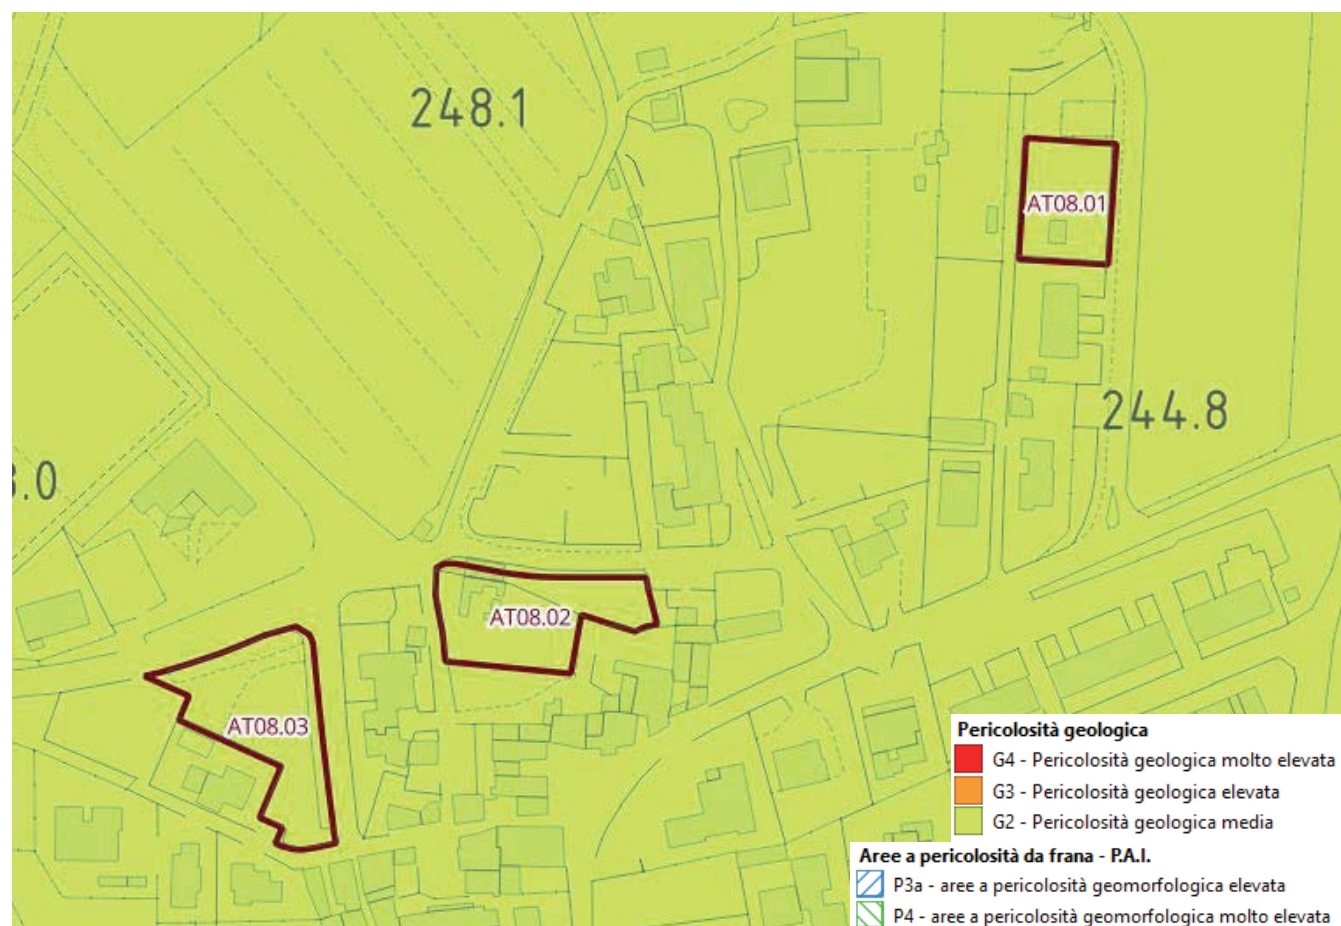 248.1
AT08.01
244.8
3.0
AT08.02
AT08.03
Pericolosità geologica
G4 - Pericolosità geologica molto elevata
G3 - Pericolosità geologica elevata
G2 - Pericolosità geologica media
Aree a pericolosità da frana - P.A.I.
P3a - aree a pericolosità geomorfologica elevata
P4 - aree a pericolosità geomorfologica molto elevata